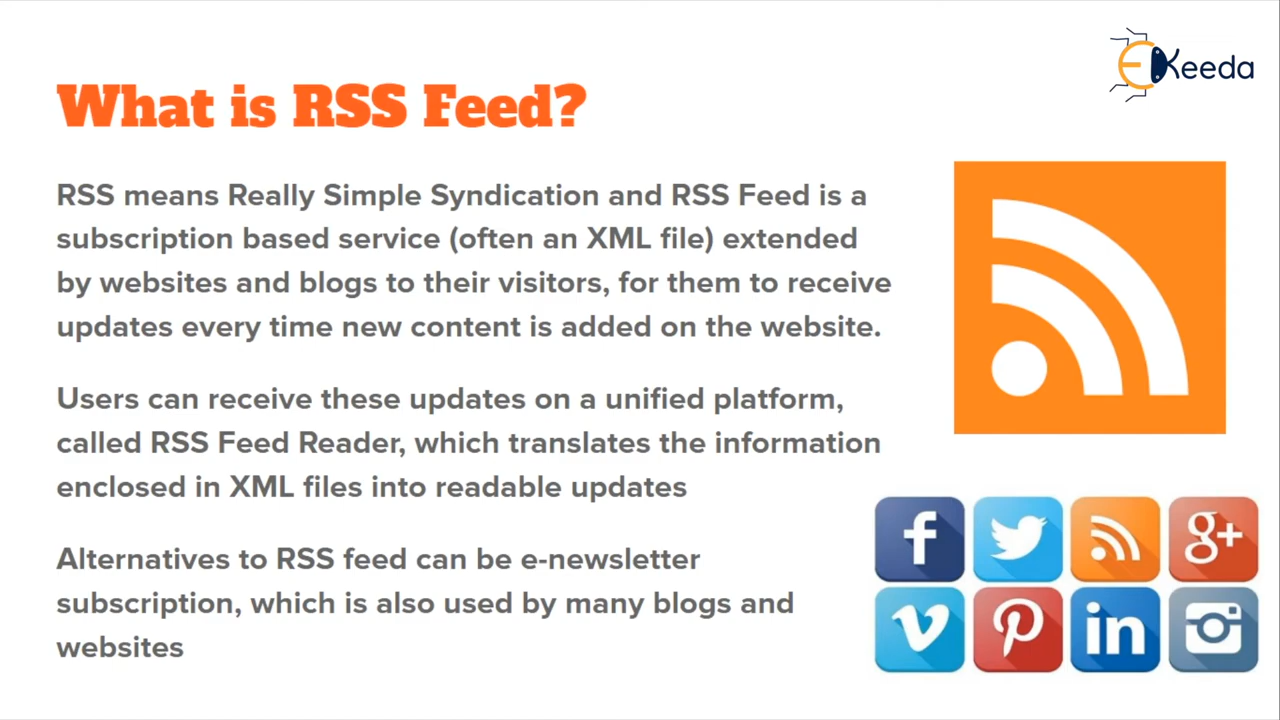 EKeeda
What is RSS Feed?
RSS means Really Simple Syndication and RSS Feed is a
subscription based service (often an XML file) extended
by websites and blogs to their visitors, for them to receive
updates every time new content is added on the website.
Users can receive these updates on a unified platform,
called RSS Feed Reader, which translates the information
enclosed in XML files into readable updates
Alternatives to RSS feed can be e-newsletter
subscription, which is also used by many blogs and
websites
f
g+
in